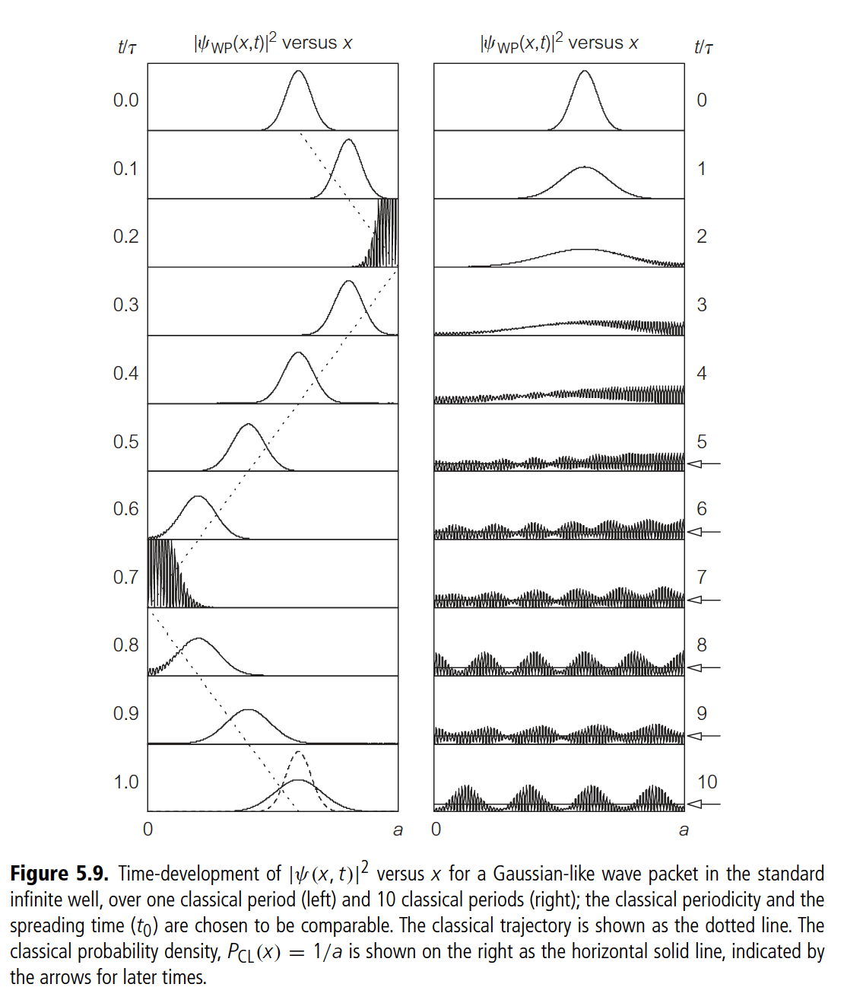 t/τ |ψWP(x,t)|² versus x |ψWP(x,t)|² versus x t/τ
0.0 0
0.1 1
0.2 2
0.3 3
0.4 4
0.5 5
0.6 6
0.7 7
0.8 8
0.9 9
1.0 10
0 a 0 a
Figure 5.9. Time-development of |ψ(x, t)|² versus x for a Gaussian-like wave packet in the standard
infinite well, over one classical period (left) and 10 classical periods (right); the classical periodicity and the
spreading time (t₀) are chosen to be comparable. The classical trajectory is shown as the dotted line. The
classical probability density, PCL(x) = 1/a is shown on the right as the horizontal solid line, indicated by
the arrows for later times.